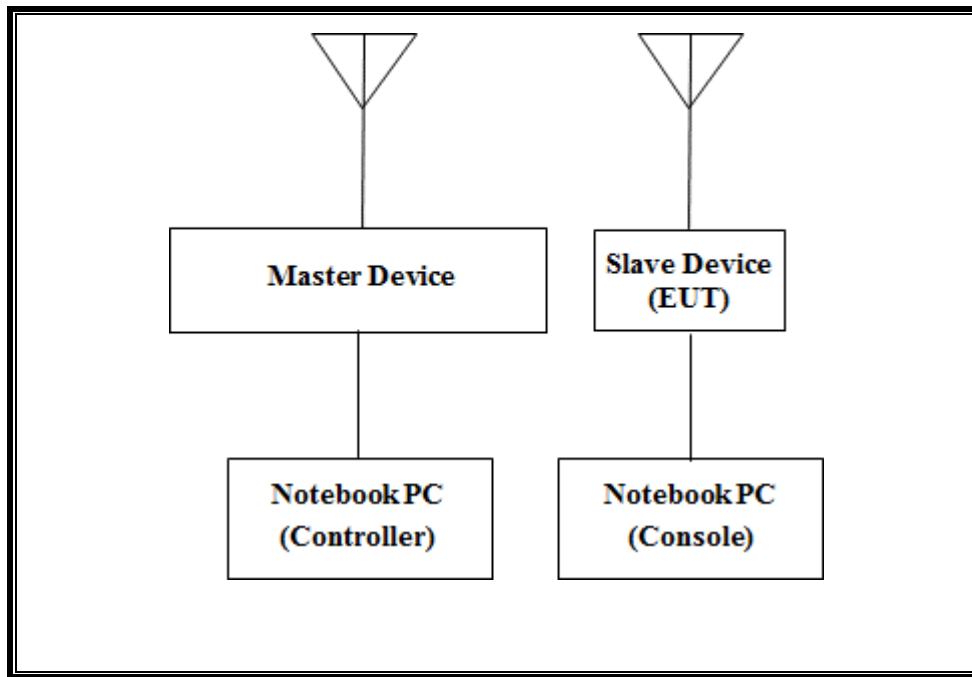 Master Device
Slave Device
(EUT)
Notebook PC
(Controller)
Notebook PC
(Console)